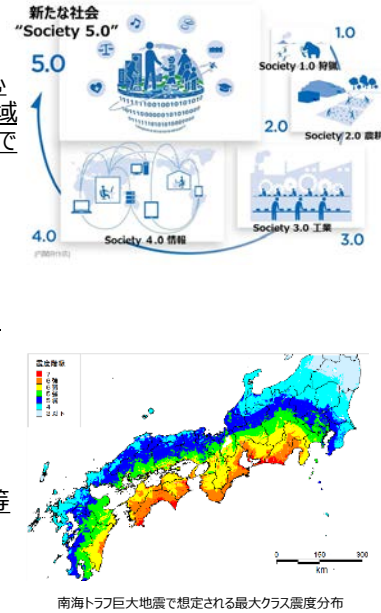 新たな社会
“Society 5.0”
5.0
1.0
Society 1.0 狩猟
域
で
2.0
Society 2.0 農耕
4.0
Society 4.0 情報
Society 3.0 工業
3.0
震度階級
7
6強
6弱
5強
5弱
4
3以下
等
0 150 300
km
南海トラフ巨大地震で想定される最大クラス震度分布